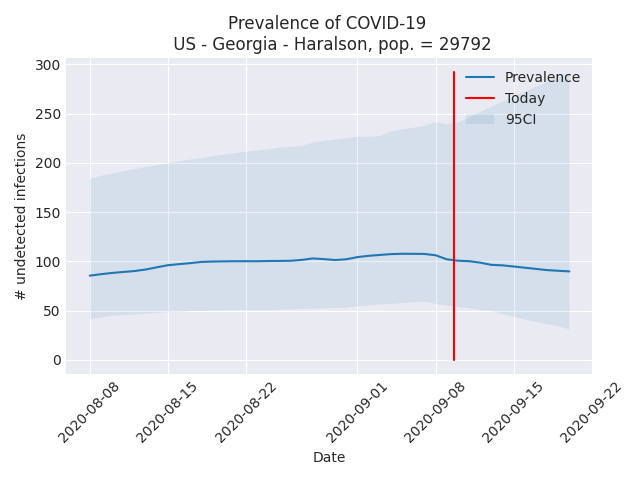 Prevalence of COVID-19
US - Georgia - Haralson, pop. = 29792
300
250
200
150
100
50
0
# undetected infections
Prevalence
Today
95CI
2020-08-08
2020-08-15
2020-08-22
2020-09-01
2020-09-08
2020-09-15
2020-09-22
Date